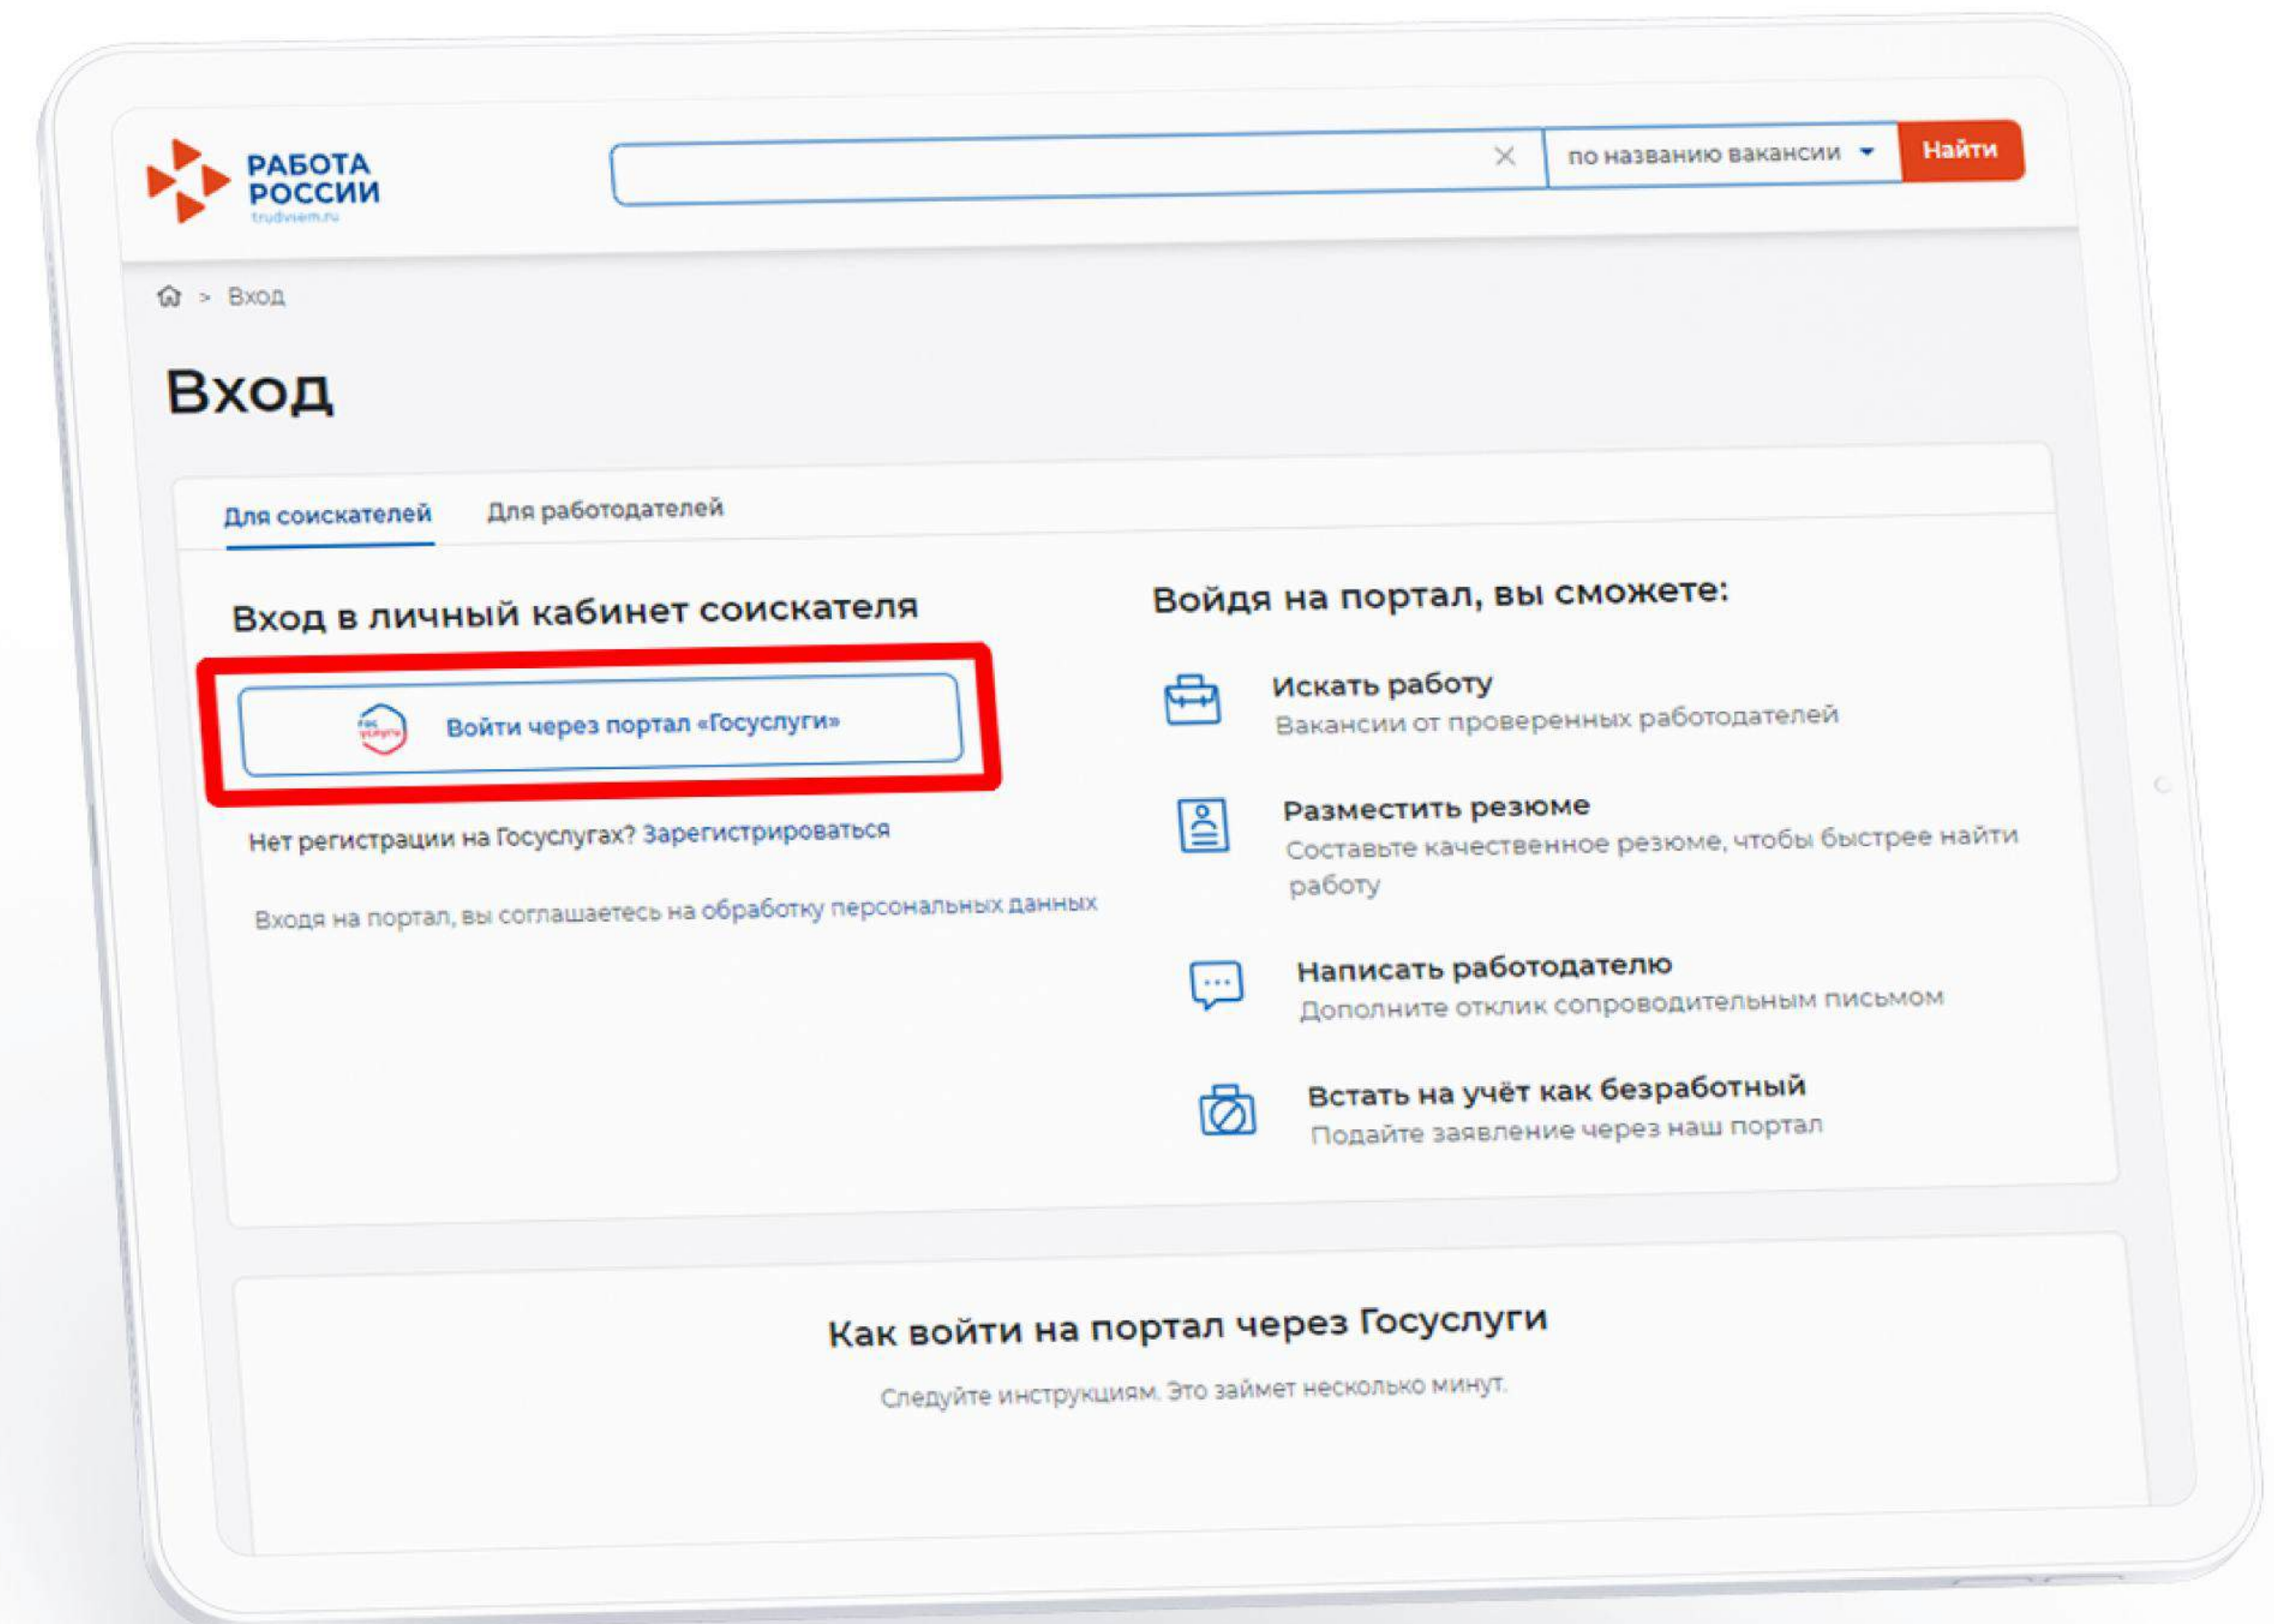 РАБОТА
РОССИИ
trudvsem.ru
по названию вакансии
Найти
> Вход
Вход
Для соискателей Для работодателей
Вход в личный кабинет соискателя
гос
услуги
Войти через портал «Госуслуги»
Нет регистрации на Госуслугах? Зарегистрироваться
Входя на портал, вы соглашаетесь на обработку персональных данных
Войдя на портал, вы сможете:
Искать работу
Вакансии от проверенных работодателей
Разместить резюме
Составьте качественное резюме, чтобы быстрее найти
работу
Написать работодателю
Дополните отклик сопроводительным письмом
Встать на учёт как безработный
Подайте заявление через наш портал
Как войти на портал через Госуслуги
Следуйте инструкциям. Это займет несколько минут.